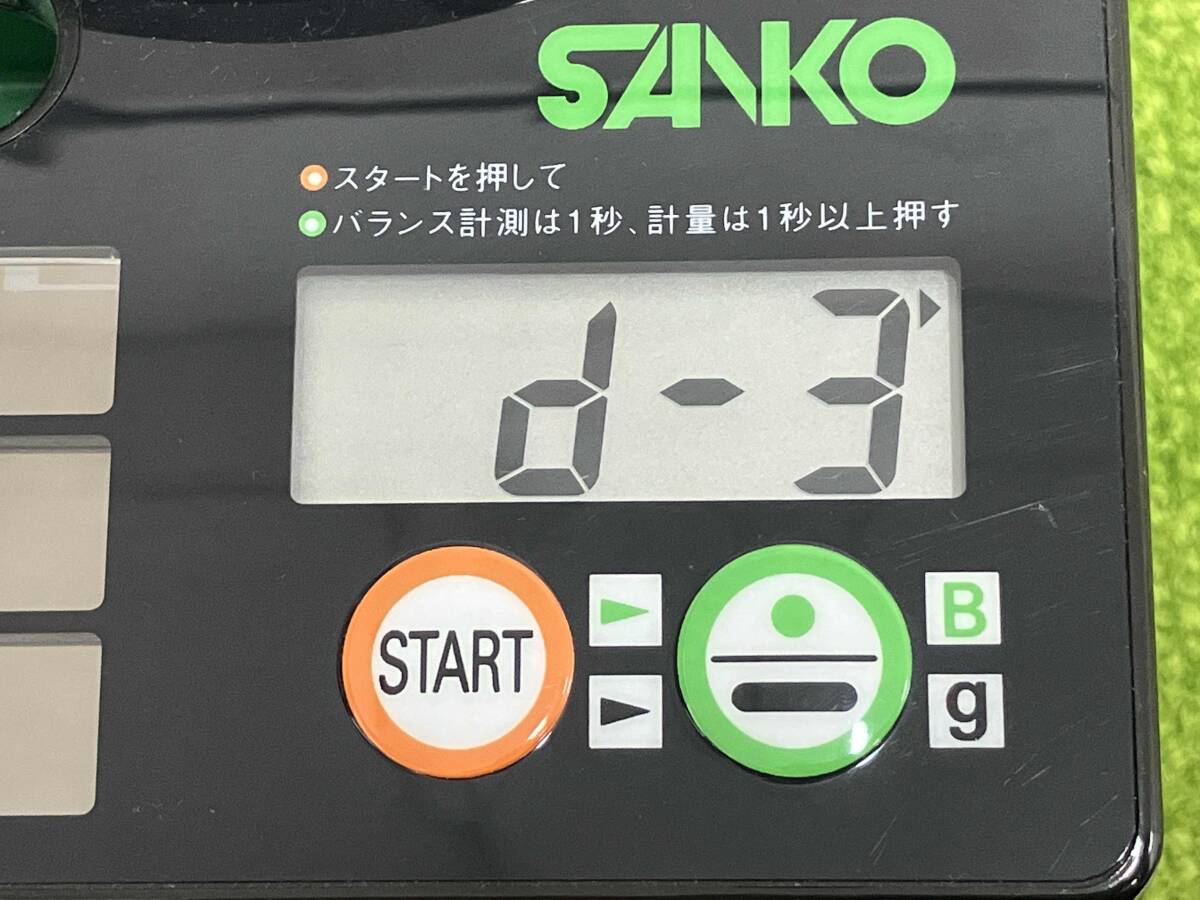 SANKO
スタートを押して
バランス計測は1秒、計量は1秒以上押す
d-3
START
B
g